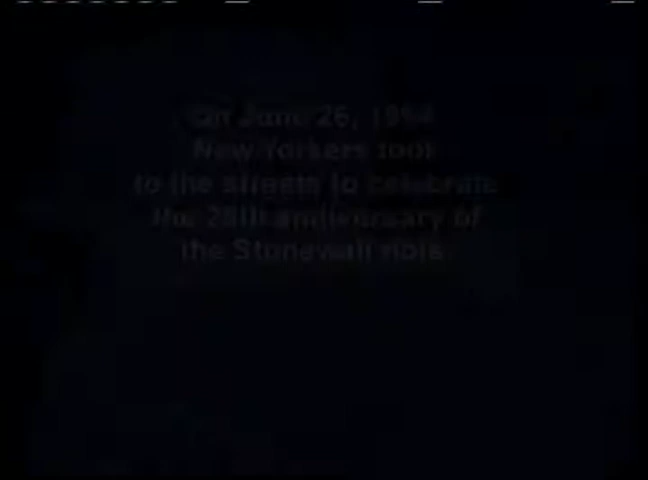 On June 26, 1994
New Yorkers took
to the streets to celebrate
the 25th anniversary of
the Stonewall riots.